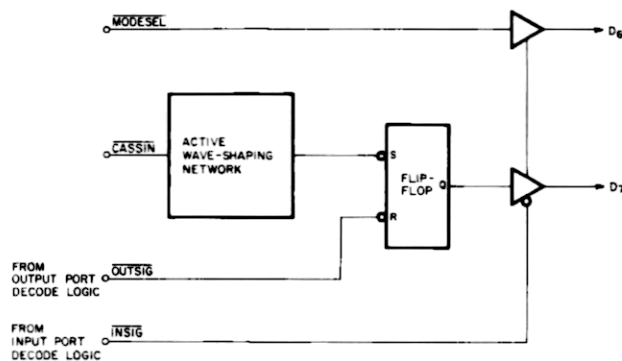 MODESEL
D6
CASSIN
ACTIVE
WAVE-SHAPING
NETWORK
S
FLIP-
FLOP
Q
R
D7
FROM
OUTPUT PORT
DECODE LOGIC
OUTSIG
FROM
INPUT PORT
DECODE LOGIC
INSIG